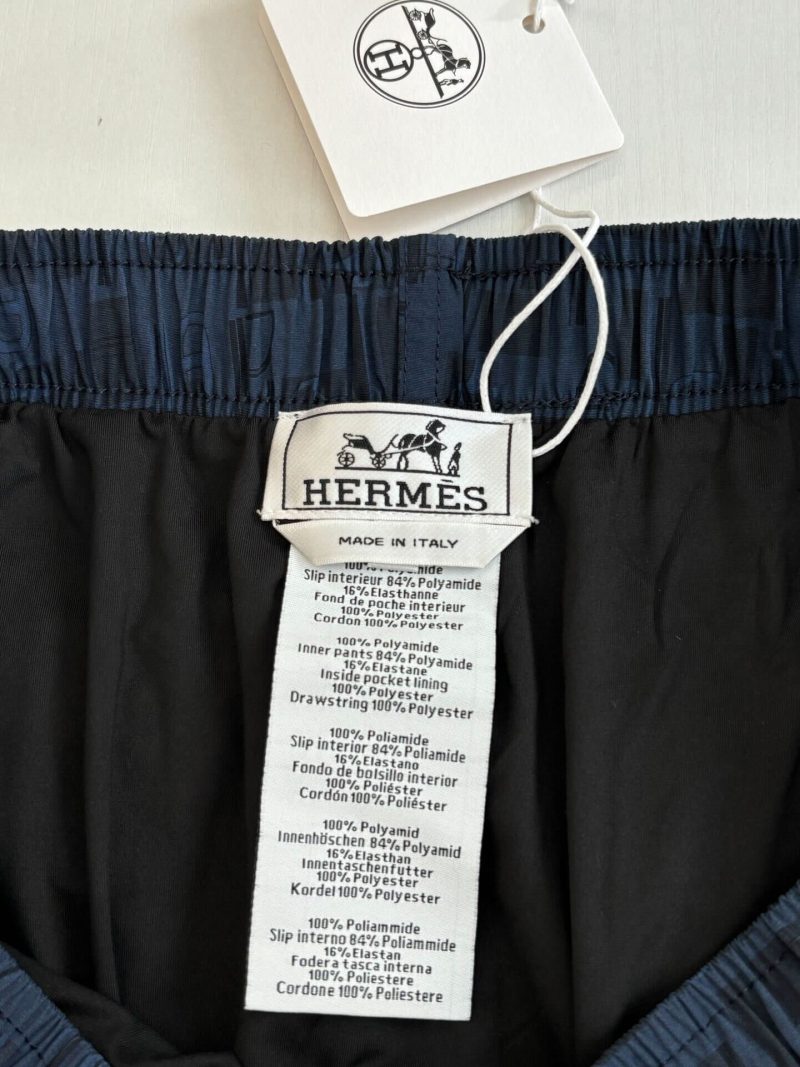 H
HERMÈS
MADE IN ITALY
100% Polyamide
Slip interieur 84% Polyamide
16% Elasthanne
Fond de poche interieur
100% Polyester
Cordon 100% Polyester
100% Polyamide
Inner pants 84% Polyamide
16% Elastane
Inside pocket lining
100% Polyester
Drawstring 100% Polyester
100% Poliamide
Slip interior 84% Poliamide
16% Elastano
Fondo de bolsillo interior
100% Poliéster
Cordón 100% Poliéster
100% Polyamid
Innenhöschen 84% Polyamid
16% Elasthan
Innentaschenfutter
100% Polyester
Kordel 100% Polyester
100% Poliammide
Slip interno 84% Poliammide
16% Elastan
Fodera tasca interna
100% Poliestere
Cordone 100% Poliestere